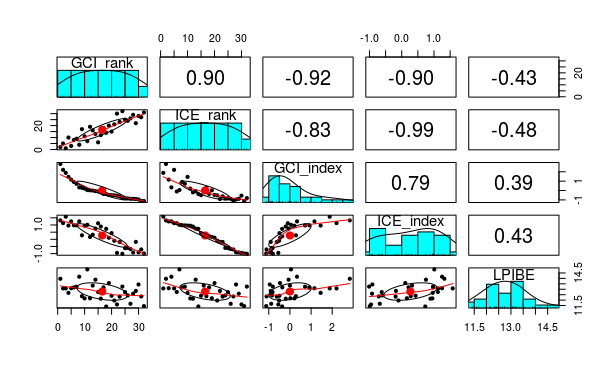 0 10 20 30
-1.0 0.0 1.0
GCI_rank
0.90
-0.92
-0.90
-0.43
0 20
0 20
ICE_rank
-0.83
-0.99
-0.48
GCI_index
0.79
0.39
-1 1
-1.0 1.0
ICE_index
0.43
LPIBE
11.5 14.5
0 10 20 30
-1 0 1 2
11.5 13.0 14.5